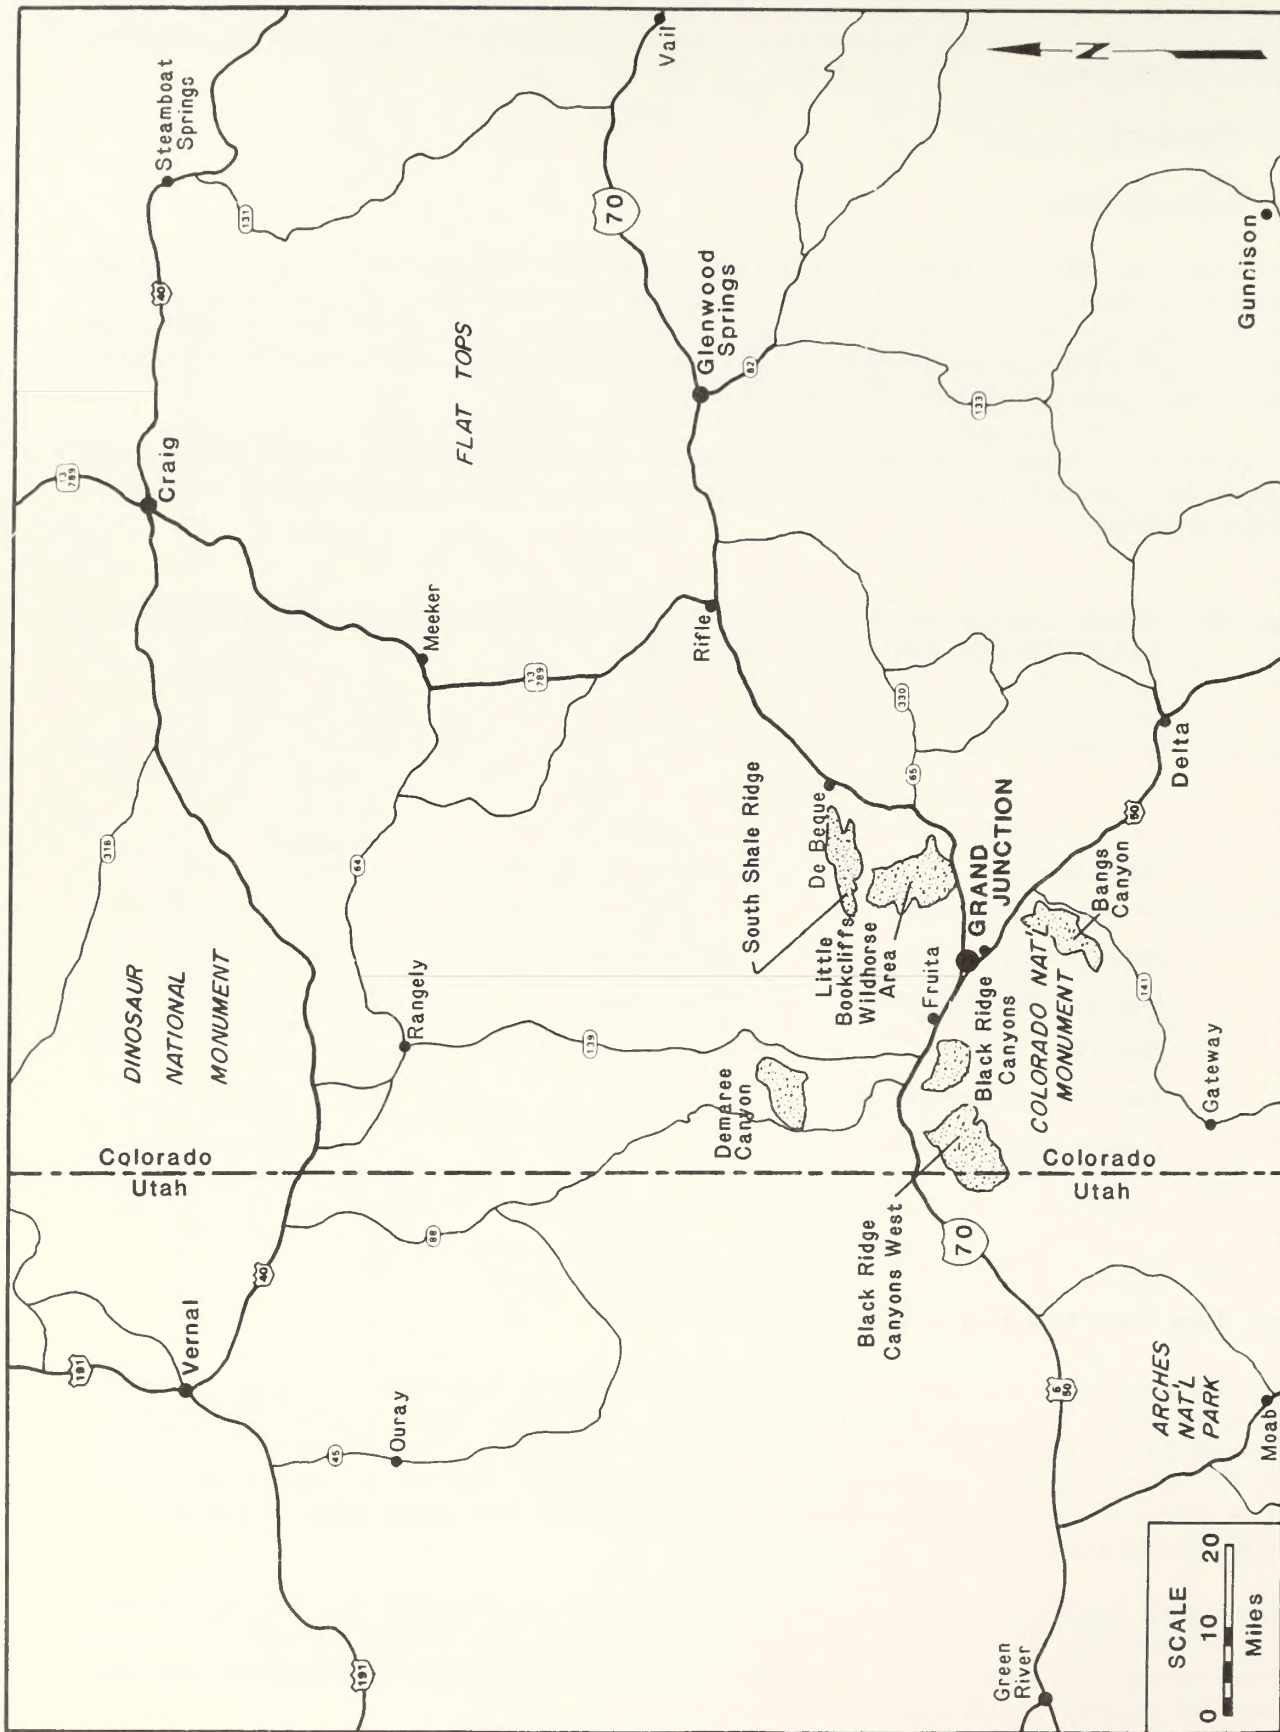 Steamboat
Springs
Vail
N
131
40
70
Glenwood
Springs
82
Gunnison
133
FLAT TOPS
13
789
Craig
Meeker
13
789
Rifle
330
65
Delta
50
318
64
South Shale Ridge
De Beque
Little
Bookcliffs
Wildhorse
Area
GRAND
JUNCTION
Bangs
Canyon
DINOSAUR
NATIONAL
MONUMENT
Rangely
139
Fruita
Black Ridge
Canyons
COLORADO NAT'L
MONUMENT
141
Gateway
Demaree
Canyon
Colorado
Utah
Colorado
Utah
88
40
Black Ridge
Canyons West
70
191
Vernal
45
Ouray
6
50
ARCHES
NAT'L
PARK
Moab
191
Green
River
SCALE
0 10 20
Miles